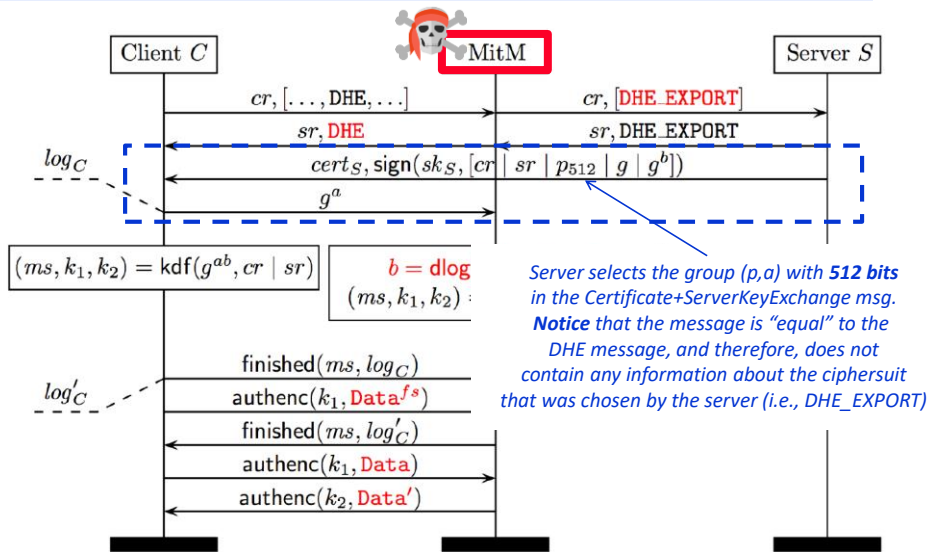 Client C
MitM
Server S
cr, [..., DHE, ...]
cr, [DHE_EXPORT]
sr, DHE
sr, DHE_EXPORT
log_C
cert_S, sign(sk_S, [cr | sr | p_512 | g | g^b])
g^a
(ms, k_1, k_2) = kdf(g^ab, cr | sr)
b = dlog
(ms, k_1, k_2) =
Server selects the group (p,a) with 512 bits
in the Certificate+ServerKeyExchange msg.
Notice that the message is “equal” to the
DHE message, and therefore, does not
contain any information about the ciphersuit
that was chosen by the server (i.e., DHE_EXPORT)
finished(ms, log_C)
log'_C
authenc(k_1, Data^fs)
finished(ms, log'_C)
authenc(k_1, Data)
authenc(k_2, Data')